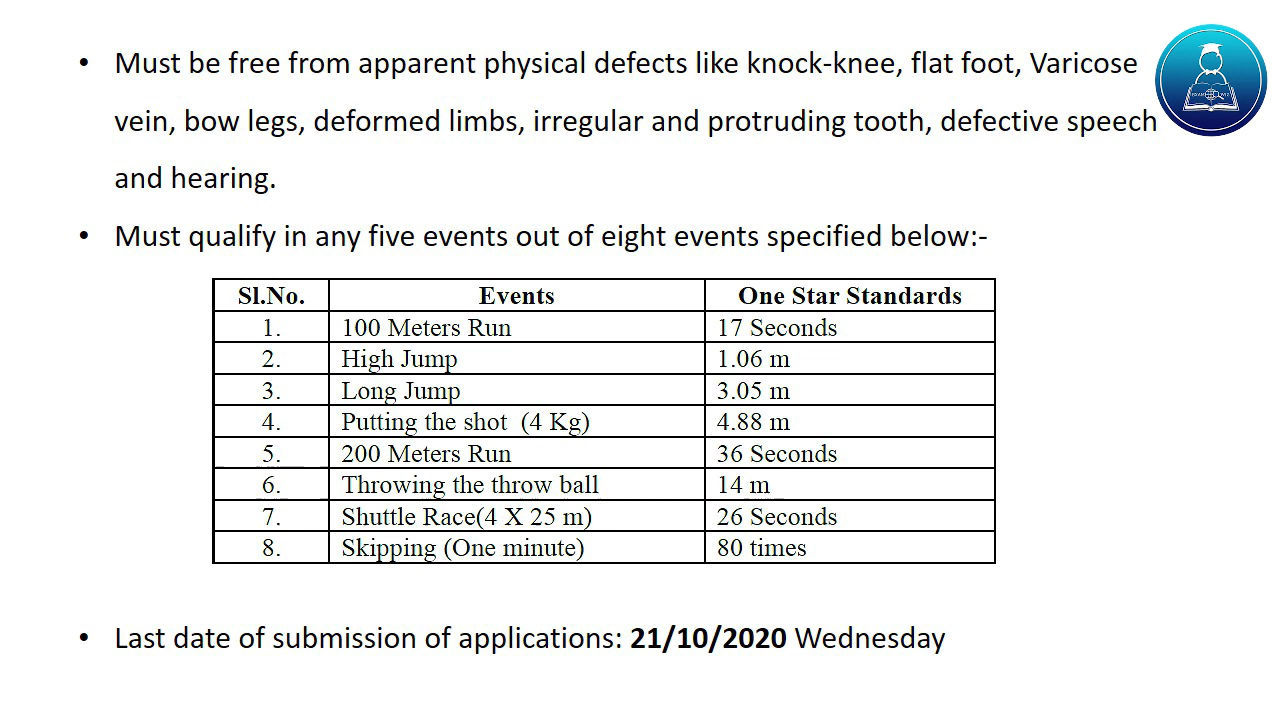 • Must be free from apparent physical defects like knock-knee, flat foot, Varicose
vein, bow legs, deformed limbs, irregular and protruding tooth, defective speech
and hearing.
• Must qualify in any five events out of eight events specified below:-
Sl.No. Events One Star Standards
1. 100 Meters Run 17 Seconds
2. High Jump 1.06 m
3. Long Jump 3.05 m
4. Putting the shot (4 Kg) 4.88 m
5. 200 Meters Run 36 Seconds
6. Throwing the throw ball 14 m
7. Shuttle Race(4 X 25 m) 26 Seconds
8. Skipping (One minute) 80 times
• Last date of submission of applications: 21/10/2020 Wednesday